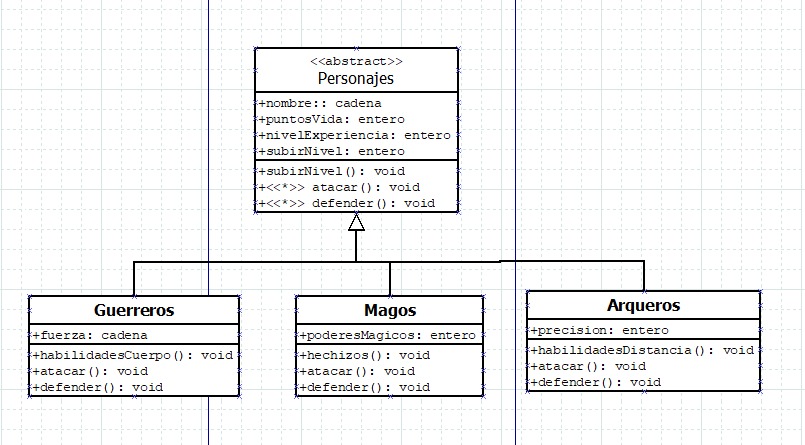 <<abstract>>
Personajes
+nombre:: cadena
+puntosVida: entero
+nivelExperiencia: entero
+subirNivel: entero
+subirNivel(): void
+<<*>> atacar(): void
+<<*>> defender(): void
Guerreros
+fuerza: cadena
+habilidadesCuerpo(): void
+atacar(): void
+defender(): void
Magos
+poderesMagicos: entero
+hechizos(): void
+atacar(): void
+defender(): void
Arqueros
+precision: entero
+habilidadesDistancia(): void
+atacar(): void
+defender(): void